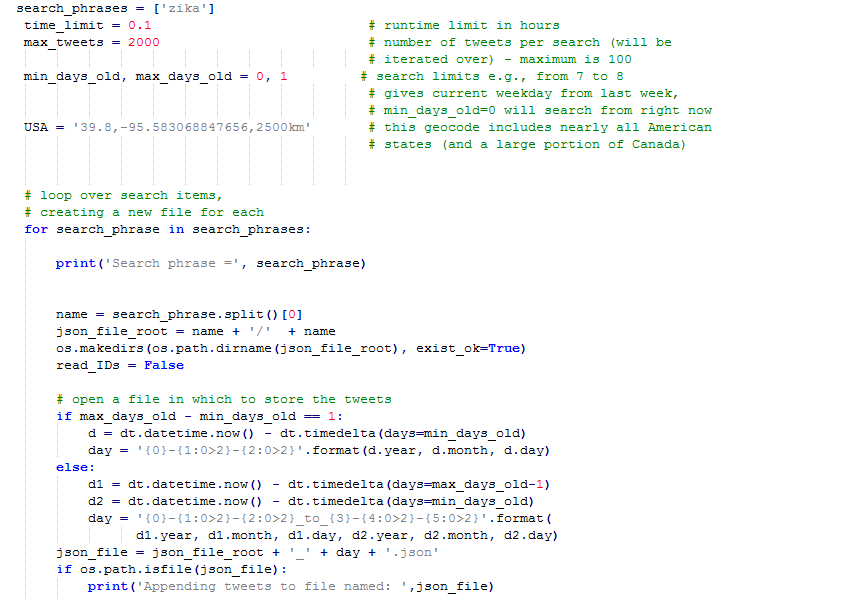 search_phrases = ['zika']
time_limit = 0.1 # runtime limit in hours
max_tweets = 2000 # number of tweets per search (will be
# iterated over) - maximum is 100
min_days_old, max_days_old = 0, 1 # search limits e.g., from 7 to 8
# gives current weekday from last week,
# min_days_old=0 will search from right now
USA = '39.8,-95.583068847656,2500km' # this geocode includes nearly all American
# states (and a large portion of Canada)
# loop over search items,
# creating a new file for each
for search_phrase in search_phrases:
print('Search phrase =', search_phrase)
name = search_phrase.split()[0]
json_file_root = name + '/' + name
os.makedirs(os.path.dirname(json_file_root), exist_ok=True)
read_IDs = False
# open a file in which to store the tweets
if max_days_old - min_days_old == 1:
d = dt.datetime.now() - dt.timedelta(days=min_days_old)
day = '{0}-{1:0>2}-{2:0>2}'.format(d.year, d.month, d.day)
else:
d1 = dt.datetime.now() - dt.timedelta(days=max_days_old-1)
d2 = dt.datetime.now() - dt.timedelta(days=min_days_old)
day = '{0}-{1:0>2}-{2:0>2}_to_{3}-{4:0>2}-{5:0>2}'.format(
d1.year, d1.month, d1.day, d2.year, d2.month, d2.day)
json_file = json_file_root + '_' + day + '.json'
if os.path.isfile(json_file):
print('Appending tweets to file named: ',json_file)